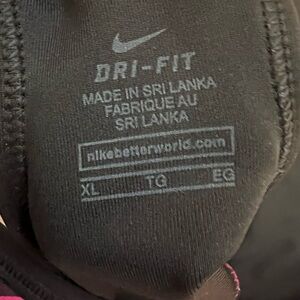 DRI-FIT
MADE IN SRI LANKA
FABRIQUE AU
SRI LANKA
nikebetterworld.com
XL TG EG